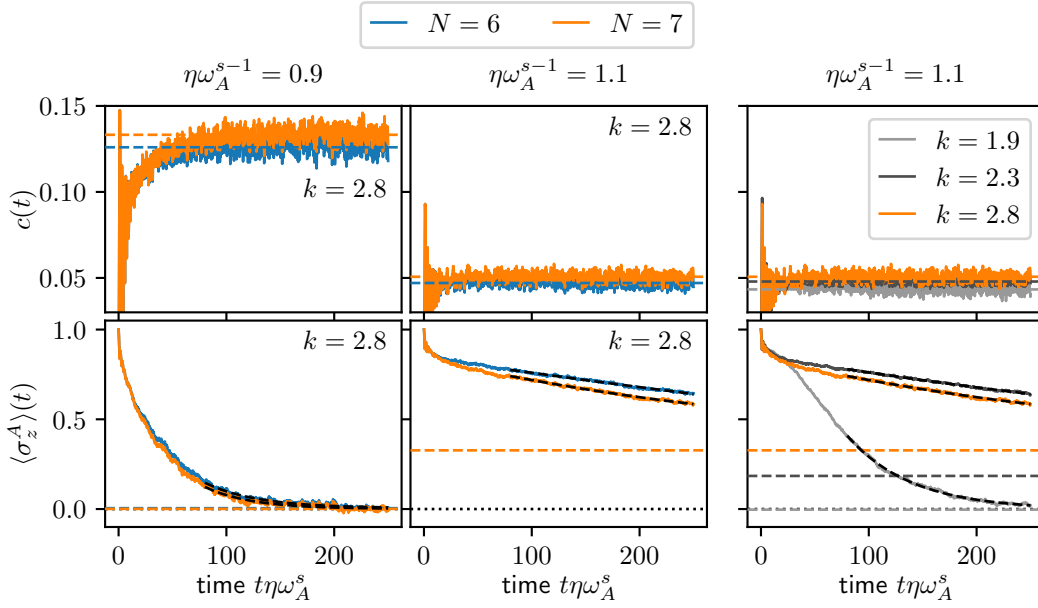 N = 6 N = 7
ηω_A^{s−1} = 0.9 ηω_A^{s−1} = 1.1 ηω_A^{s−1} = 1.1
0.15
0.10
0.05
c(t)
k = 2.8
k = 2.8
k = 1.9
k = 2.3
k = 2.8
1.0
0.5
0.0
⟨σ_z^A⟩(t)
k = 2.8
k = 2.8
0 100 200 0 100 200 0 100 200
time tηω_A^s time tηω_A^s time tηω_A^s